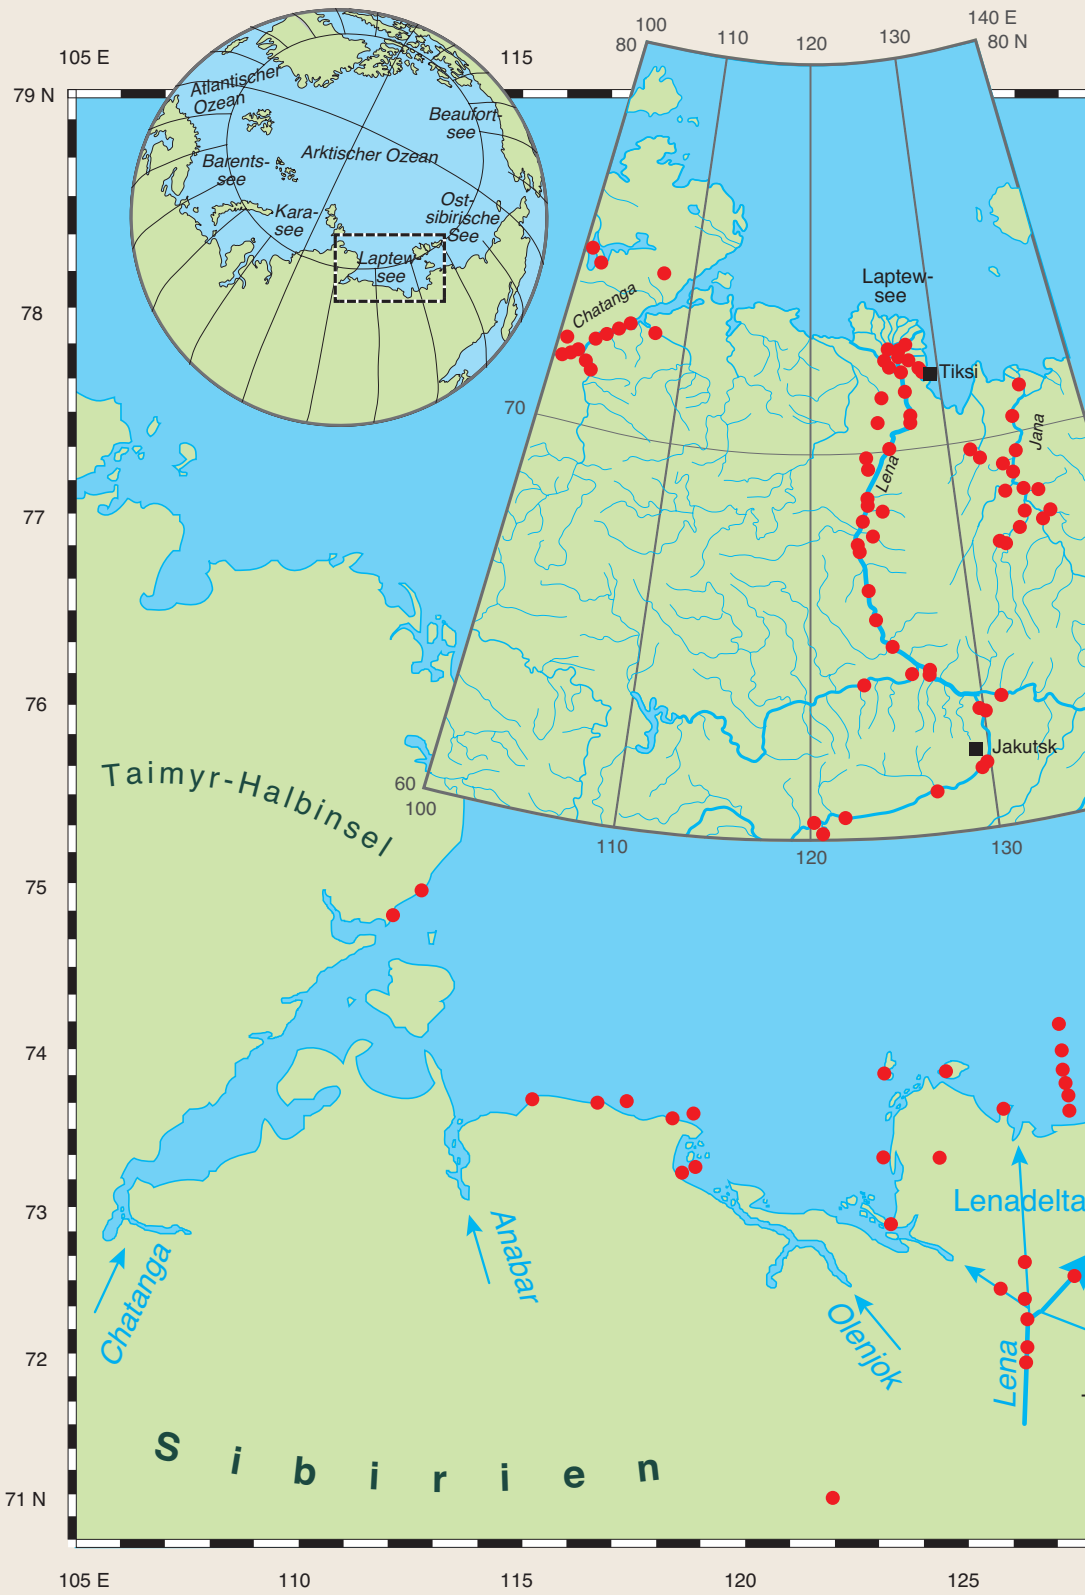 105 E
115
100
80
110
120
130
140 E
80 N
79 N
78
77
76
75
74
73
72
71 N
Atlantischer
Ozean
Beaufort-
see
Arktischer Ozean
Barents-
see
Kara-
see
Ost-
sibirische
See
Laptew-
see
Laptew-
see
Chatanga
Tiksi
70
Jana
Lena
Jakutsk
60
100
110
120
130
Taimyr-Halbinsel
Lenadelta
Chatanga
Anabar
Olenjok
Lena
Sibirien
105 E
110
115
120
125